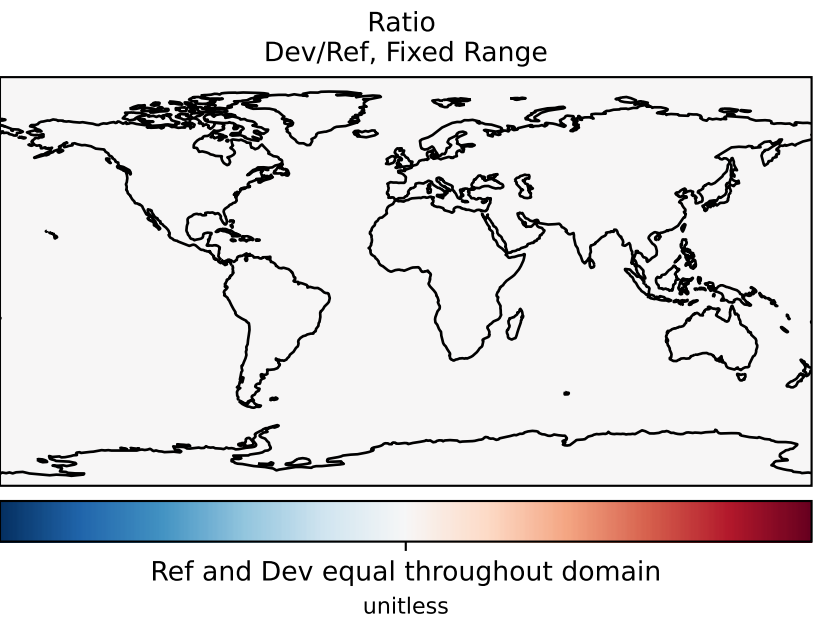 Ratio
Dev/Ref, Fixed Range
Ref and Dev equal throughout domain
unitless